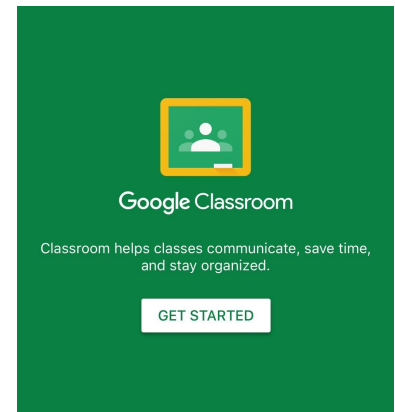 Google Classroom
Classroom helps classes communicate, save time,
and stay organized.
GET STARTED